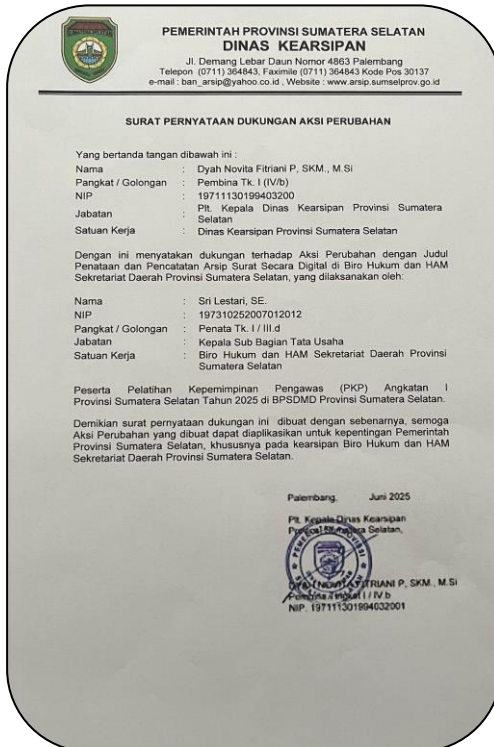 PEMERINTAH PROVINSI SUMATERA SELATAN
DINAS KEARSIPAN
Jl. Demang Lebar Daun Nomor 4863 Palembang
Telepon (0711) 364843, Faximile (0711) 364843 Kode Pos 30137
e-mail : ban_arsip@yahoo.co.id , Website : www.arsip.sumselprov.go.id
SURAT PERNYATAAN DUKUNGAN AKSI PERUBAHAN
Yang bertanda tangan dibawah ini :
Nama : Dyah Novita Fitriani P, SKM., M.Si
Pangkat / Golongan : Pembina Tk. I (IV/b)
NIP : 19711130199403200
Jabatan : Plt. Kepala Dinas Kearsipan Provinsi Sumatera
Selatan
Satuan Kerja : Dinas Kearsipan Provinsi Sumatera Selatan
Dengan ini menyatakan dukungan terhadap Aksi Perubahan dengan Judul
Penataan dan Pencatatan Arsip Surat Secara Digital di Biro Hukum dan HAM
Sekretariat Daerah Provinsi Sumatera Selatan, yang dilaksanakan oleh:
Nama : Sri Lestari, SE.
NIP : 197310252007012012
Pangkat / Golongan : Penata Tk. I / III.d
Jabatan : Kepala Sub Bagian Tata Usaha
Satuan Kerja : Biro Hukum dan HAM Sekretariat Daerah Provinsi
Sumatera Selatan
Peserta Pelatihan Kepemimpinan Pengawas (PKP) Angkatan I
Provinsi Sumatera Selatan Tahun 2025 di BPSDMD Provinsi Sumatera Selatan.
Demikian surat pernyataan dukungan ini dibuat dengan sebenarnya, semoga
Aksi Perubahan yang dibuat dapat diaplikasikan untuk kepentingan Pemerintah
Provinsi Sumatera Selatan, khususnya pada kearsipan Biro Hukum dan HAM
Sekretariat Daerah Provinsi Sumatera Selatan.
Palembang, Juni 2025
Plt. Kepala Dinas Kearsipan
Provinsi Sumatera Selatan,
DYAH NOVITA FITRIANI P, SKM., M.Si
Pembina Tingkat I / IV.b
NIP. 197111301994032001